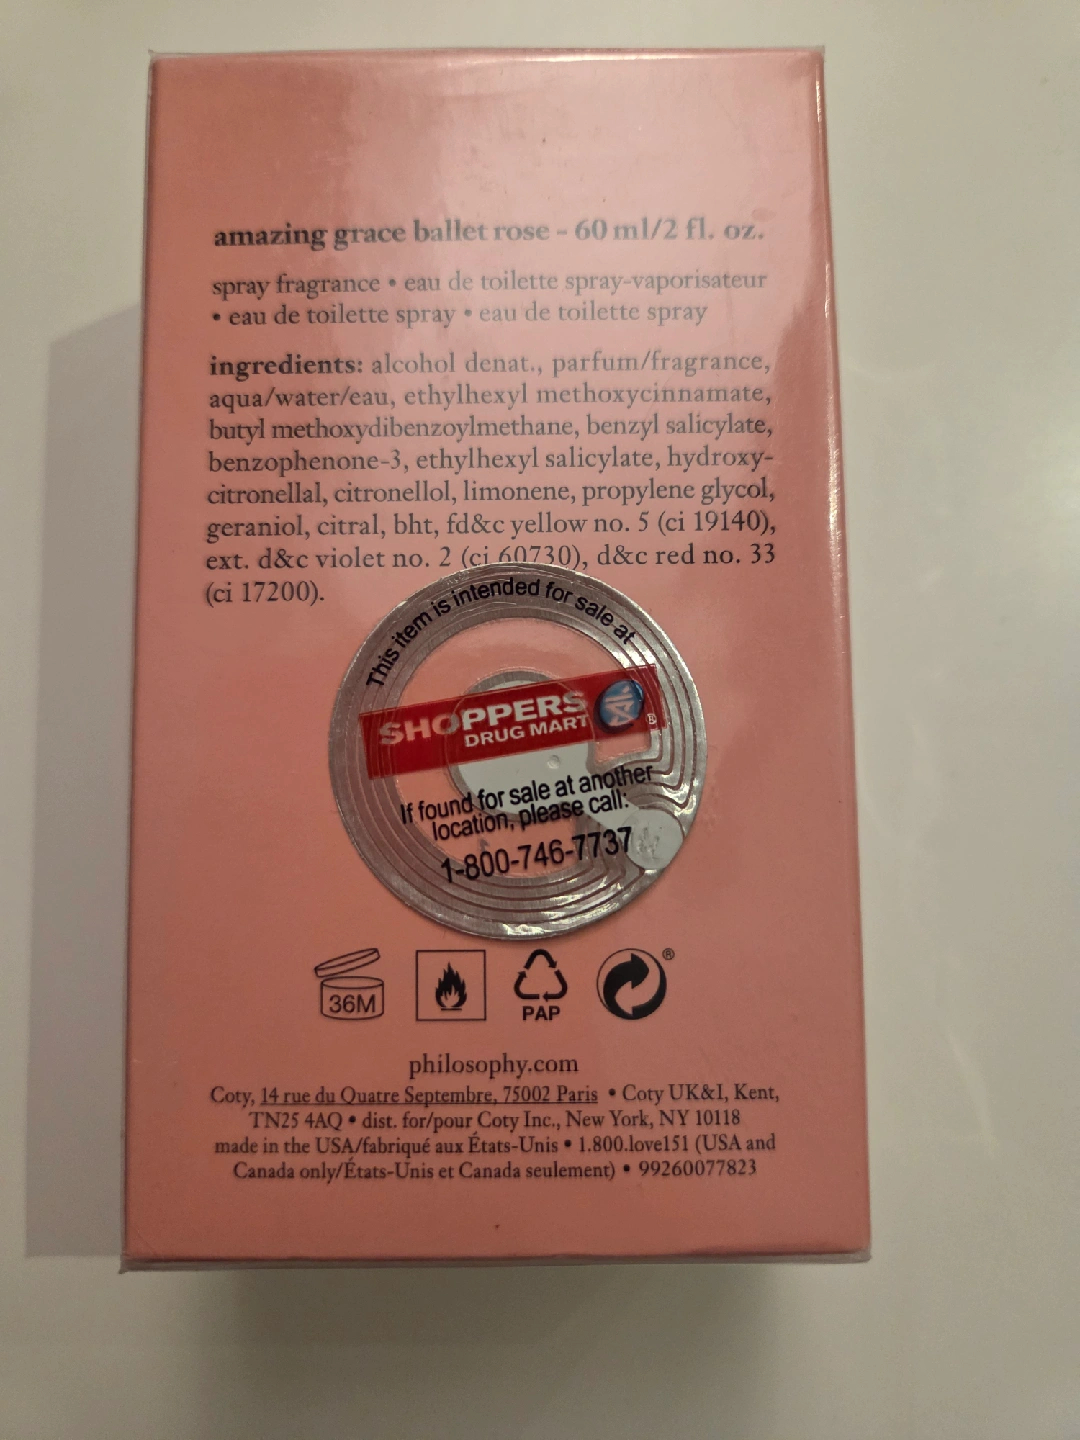 amazing grace ballet rose - 60 ml/2 fl. oz.
spray fragrance • eau de toilette spray-vaporisateur
• eau de toilette spray • eau de toilette spray
ingredients: alcohol denat., parfum/fragrance,
aqua/water/eau, ethylhexyl methoxycinnamate,
butyl methoxydibenzoylmethane, benzyl salicylate,
benzophenone-3, ethylhexyl salicylate, hydroxy-
citronellal, citronellol, limonene, propylene glycol,
geraniol, citral, bht, fd&c yellow no. 5 (ci 19140),
ext. d&c violet no. 2 (ci 60730), d&c red no. 33
(ci 17200).
This item is intended for sale at
SHOPPERS
DRUG MART ®
If found for sale at another
location, please call:
1-800-746-7737
36M
PAP
®
philosophy.com
Coty, 14 rue du Quatre Septembre, 75002 Paris • Coty UK&I, Kent,
TN25 4AQ • dist. for/pour Coty Inc., New York, NY 10118
made in the USA/fabriqué aux États-Unis • 1.800.love151 (USA and
Canada only/États-Unis et Canada seulement) • 99260077823